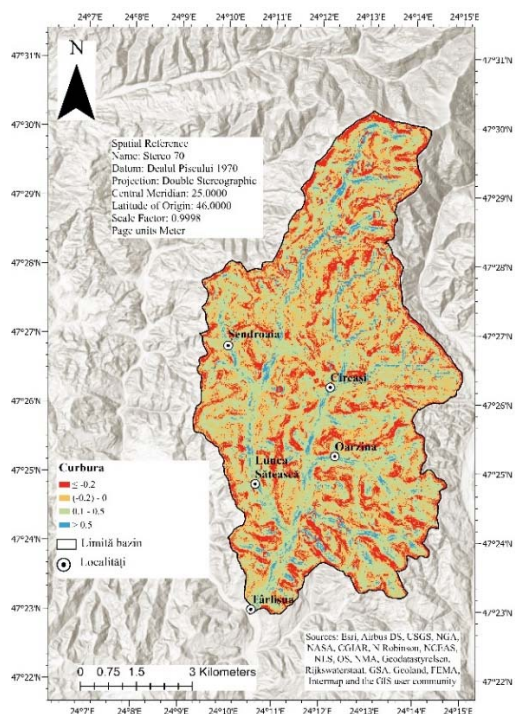 24°7'E 24°8'E 24°9'E 24°10'E 24°11'E 24°12'E 24°13'E 24°14'E 24°15'E
47°31'N
47°31'N
N
47°30'N
47°30'N
Spatial Reference
Name: Stereo 70
Datum: Dealul Piscului 1970
Projection: Double Stereographic
Central Meridian: 25.0000
Latitude of Origin: 46.0000
Scale Factor: 0.9998
Page units Meter
47°29'N
47°29'N
47°28'N
47°28'N
47°27'N
47°27'N
Șendroaia
Cireași
47°26'N
47°26'N
Oarzina
Lunca
Sătească
47°25'N
47°25'N
Curbura
≤ -0.2
(-0.2) - 0
0.1 - 0.5
> 0.5
Limită bazin
Localități
47°24'N
47°24'N
Târlișua
47°23'N
47°23'N
Sources: Esri, Airbus DS, USGS, NGA,
NASA, CGIAR, N Robinson, NCEAS,
NLS, OS, NMA, Geodatastyrelsen,
Rijkswaterstaat, GSA, Geoland, FEMA,
Intermap and the GIS user community
47°22'N
47°22'N
0 0.75 1.5 3 Kilometers
24°7'E 24°8'E 24°9'E 24°10'E 24°11'E 24°12'E 24°13'E 24°14'E 24°15'E